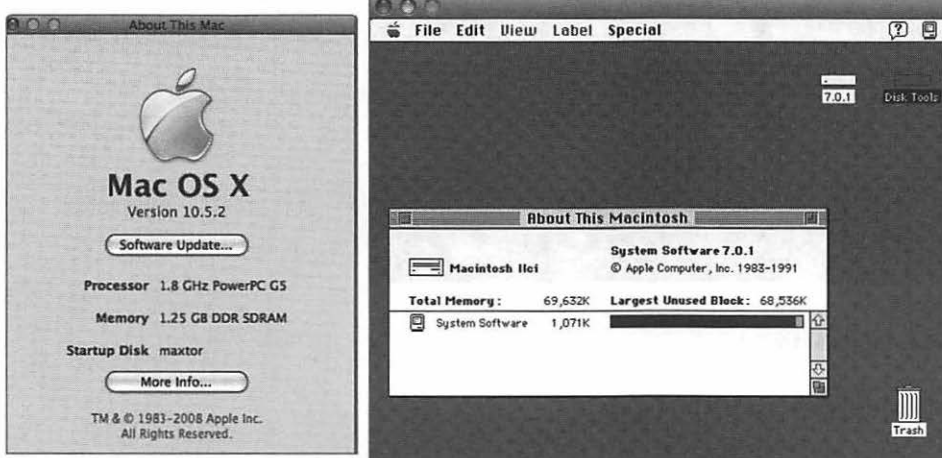 About This Mac
Mac OS X
Version 10.5.2
Software Update...
Processor 1.8 GHz PowerPC G5
Memory 1.25 GB DDR SDRAM
Startup Disk maxtor
More Info...
TM & © 1983-2008 Apple Inc.
All Rights Reserved.
File Edit View Label Special
7.0.1 Disk Tools
About This Macintosh
System Software 7.0.1
Macintosh IIci © Apple Computer, Inc. 1983-1991
Total Memory : 69,632K Largest Unused Block : 68,536K
System Software 1,071K
Trash